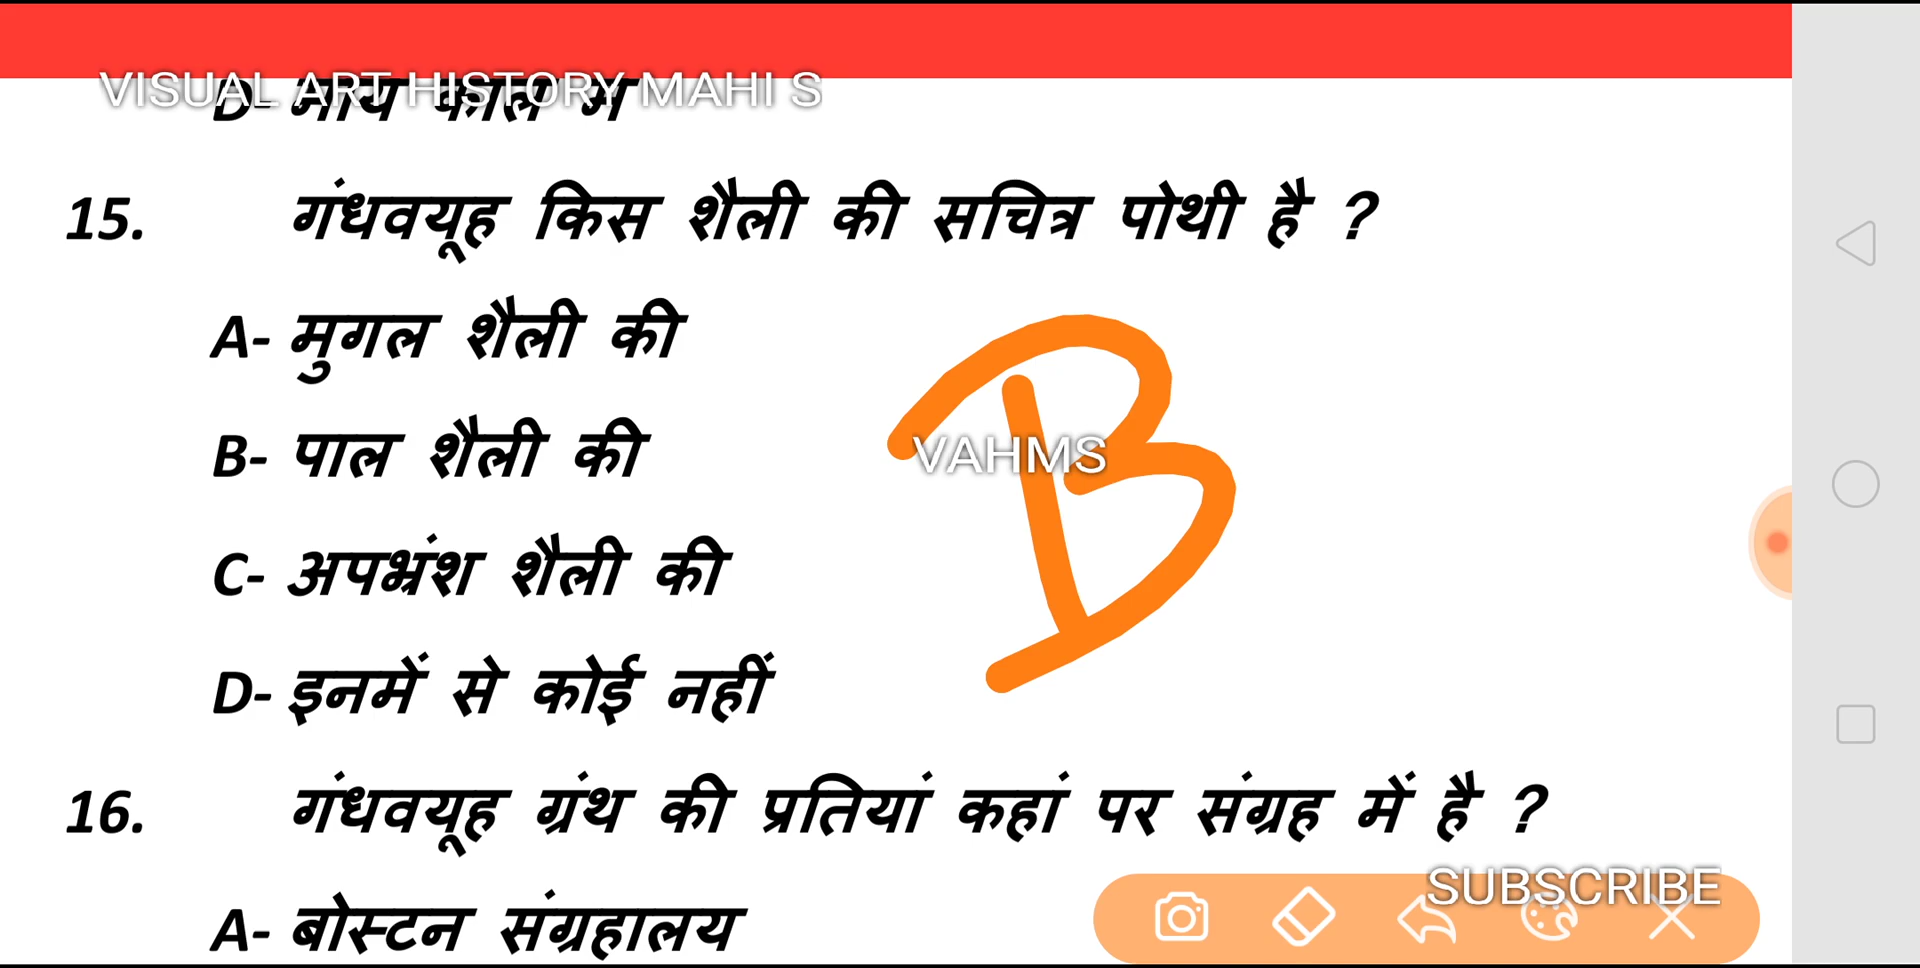 VISUAL ART HISTORY MAHI S
D-
15. गंधवयूह किस शैली की सचित्र पोथी है ?
A- मुगल शैली की
B- पाल शैली की
C- अपभ्रंश शैली की
D- इनमें से कोई नहीं
B
VAHMS
16. गंधवयूह ग्रंथ की प्रतियां कहां पर संग्रह में है ?
A- बोस्टन संग्रहालय
SUBSCRIBE